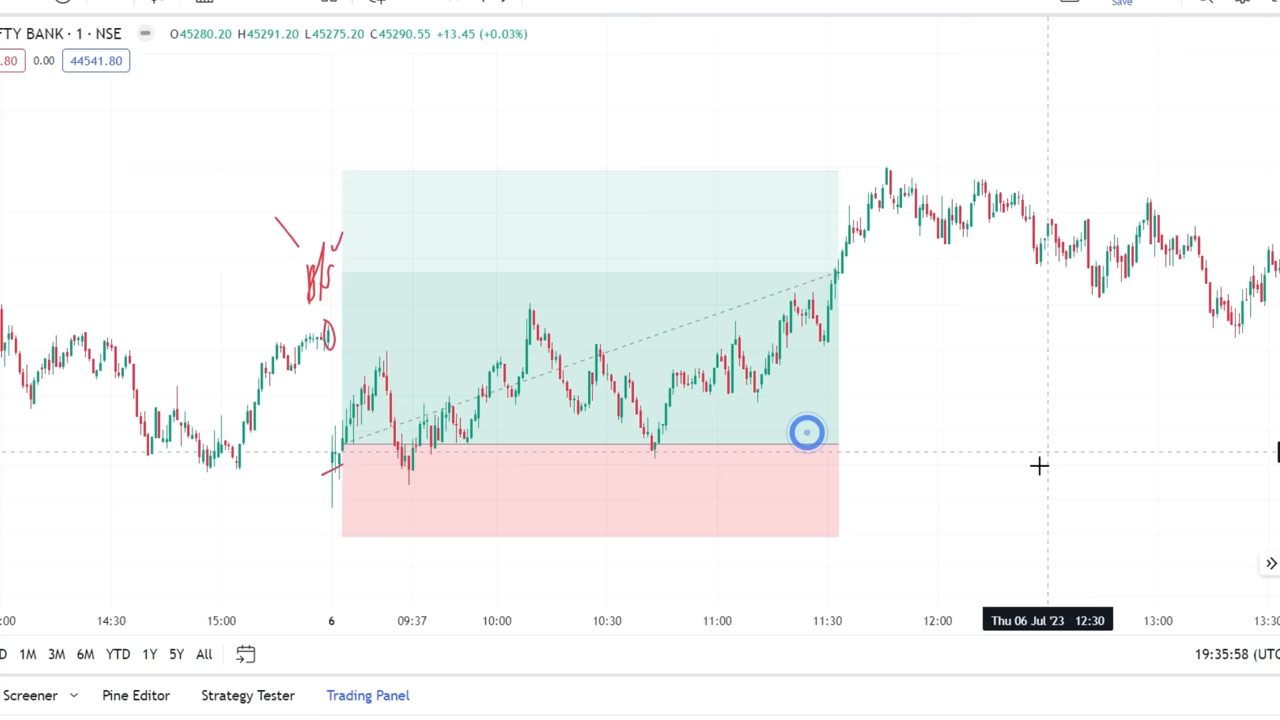 Save
FTY BANK · 1 · NSE O45280.20 H45291.20 L45275.20 C45290.55 +13.45 (+0.03%)
.80 0.00 44541.80
:00 14:30 15:00 6 09:37 10:00 10:30 11:00 11:30 12:00 Thu 06 Jul '23 12:30 13:00 13:30
D 1M 3M 6M YTD 1Y 5Y All 19:35:58 (UTC
Screener Pine Editor Strategy Tester Trading Panel